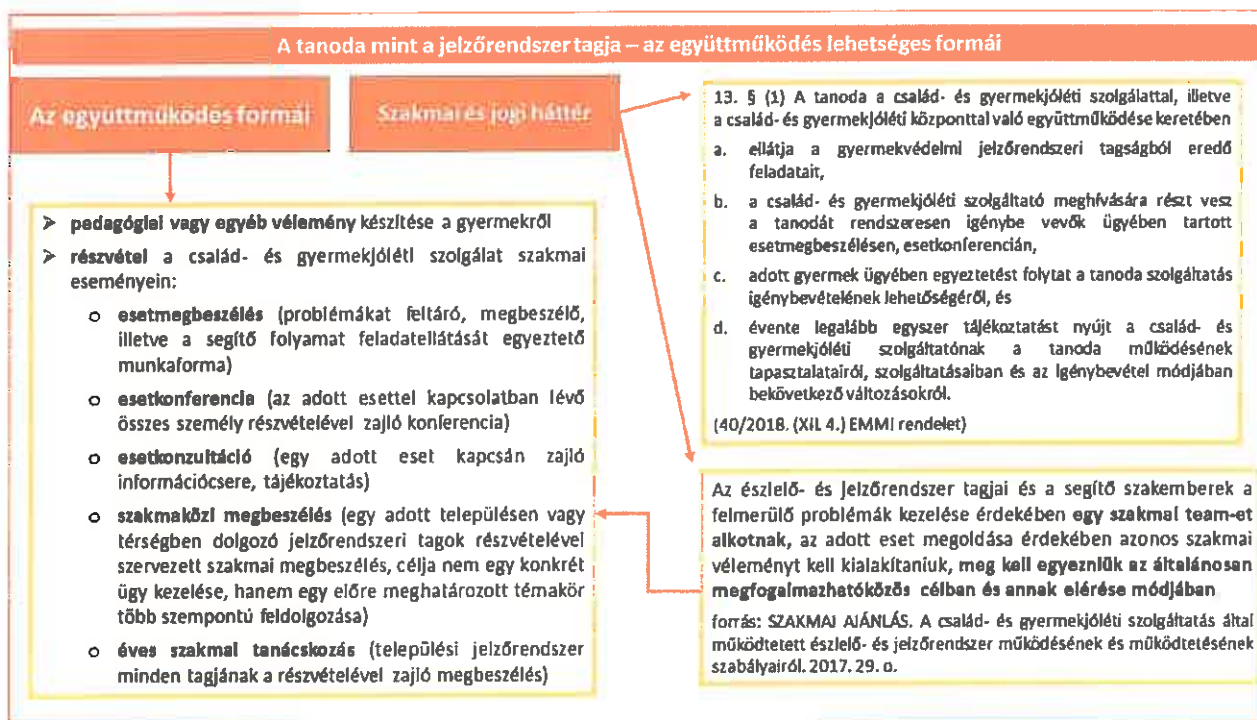 A tanoda mint a jelzőrendszer tagja – az együttműködés lehetséges formái
Az együttműködés formái
Szakmai és jogi háttér
➢ pedagógiai vagy egyéb vélemény készítése a gyermekről
➢ részvétel a család- és gyermekjóléti szolgálat szakmai
eseményein:
o esetmegbeszélés (problémákat feltáró, megbeszélő,
illetve a segítő folyamat feladatellátását egyeztető
munkaforma)
o esetkonferencia (az adott esettel kapcsolatban lévő
összes személy részvételével zajló konferencia)
o esetkonzultáció (egy adott eset kapcsán zajló
információcsere, tájékoztatás)
o szakmaközi megbeszélés (egy adott településen vagy
térségben dolgozó jelzőrendszeri tagok részvételével
szervezett szakmai megbeszélés, célja nem egy konkrét
ügy kezelése, hanem egy előre meghatározott témakör
több szempontú feldolgozása)
o éves szakmai tanácskozás (települési jelzőrendszer
minden tagjának a részvételével zajló megbeszélés)
13. § (1) A tanoda a család- és gyermekjóléti szolgálattal, illetve
a család- és gyermekjóléti központtal való együttműködése keretében
a. ellátja a gyermekvédelmi jelzőrendszeri tagságból eredő
feladatait,
b. a család- és gyermekjóléti szolgáltató meghívására részt vesz
a tanodát rendszeresen igénybe vevők ügyében tartott
esetmegbeszélésen, esetkonferencián,
c. adott gyermek ügyében egyeztetést folytat a tanoda szolgáltatás
igénybevételének lehetőségéről, és
d. évente legalább egyszer tájékoztatást nyújt a család- és
gyermekjóléti szolgáltatónak a tanoda működésének
tapasztalatairól, szolgáltatásaiban és az igénybevétel módjában
bekövetkező változásokról.
(40/2018. (XII. 4.) EMMI rendelet)
Az észlelő- és jelzőrendszer tagjai és a segítő szakemberek a
felmerülő problémák kezelése érdekében egy szakmai team-et
alkotnak, az adott eset megoldása érdekében azonos szakmai
véleményt kell kialakítaniuk, meg kell egyezniük az általánosan
megfogalmazhatóközös célban és annak elérése módjában
forrás: SZAKMAI AJÁNLÁS. A család- és gyermekjóléti szolgáltatás által
működtetett észlelő- és jelzőrendszer működésének és működtetésének
szabályairól. 2017. 29. o.